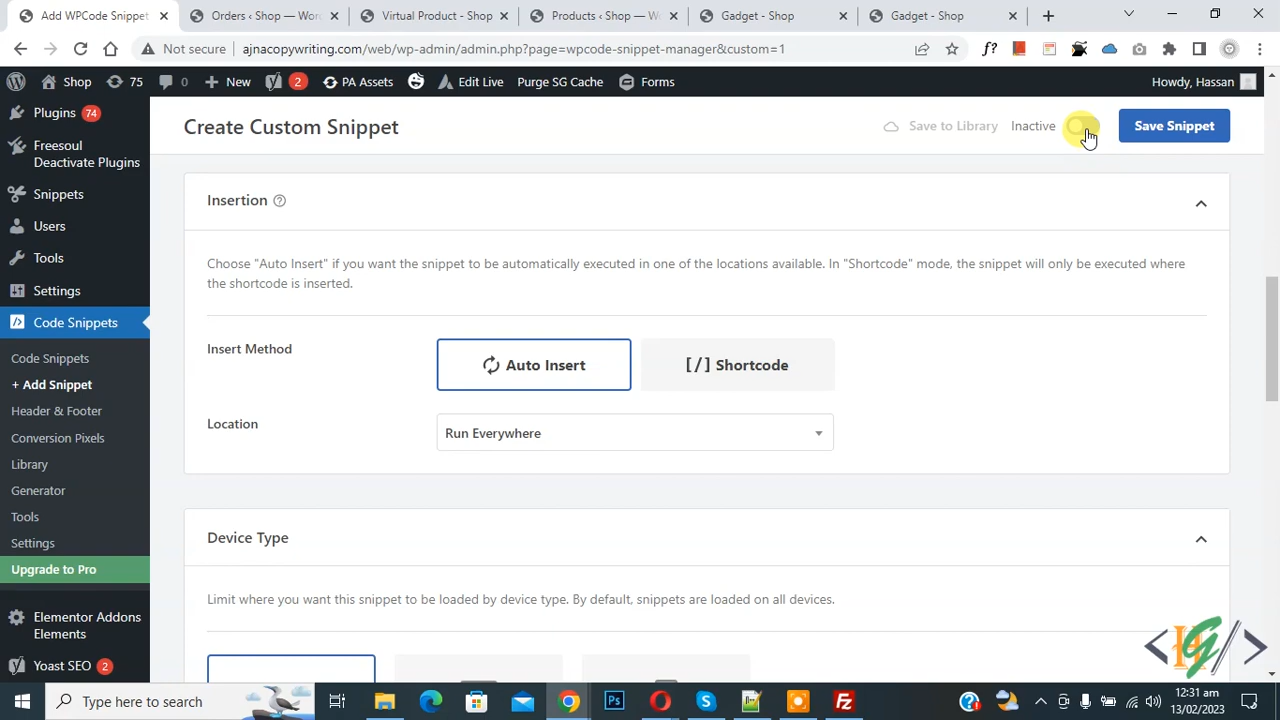 Add WPCode Snippet
Orders ‹ Shop — Wor
Virtual Product - Shop
Products ‹ Shop — W
Gadget - Shop
Gadget - Shop
Not secure
ajnacopywriting.com/web/wp-admin/admin.php?page=wpcode-snippet-manager&custom=1
f?
Shop
75
0
New
2
PA Assets
Edit Live
Purge SG Cache
Forms
Howdy, Hassan
Plugins 74
Freesoul
Deactivate Plugins
Snippets
Users
Tools
Settings
Code Snippets
Code Snippets
+ Add Snippet
Header & Footer
Conversion Pixels
Library
Generator
Tools
Settings
Upgrade to Pro
Elementor Addons
Elements
Yoast SEO 2
Create Custom Snippet
Save to Library
Inactive
Save Snippet
Insertion
Choose "Auto Insert" if you want the snippet to be automatically executed in one of the locations available. In "Shortcode" mode, the snippet will only be executed where
the shortcode is inserted.
Insert Method
Auto Insert
[/] Shortcode
Location
Run Everywhere
Device Type
Limit where you want this snippet to be loaded by device type. By default, snippets are loaded on all devices.
Type here to search
Ps
12:31 am
13/02/2023